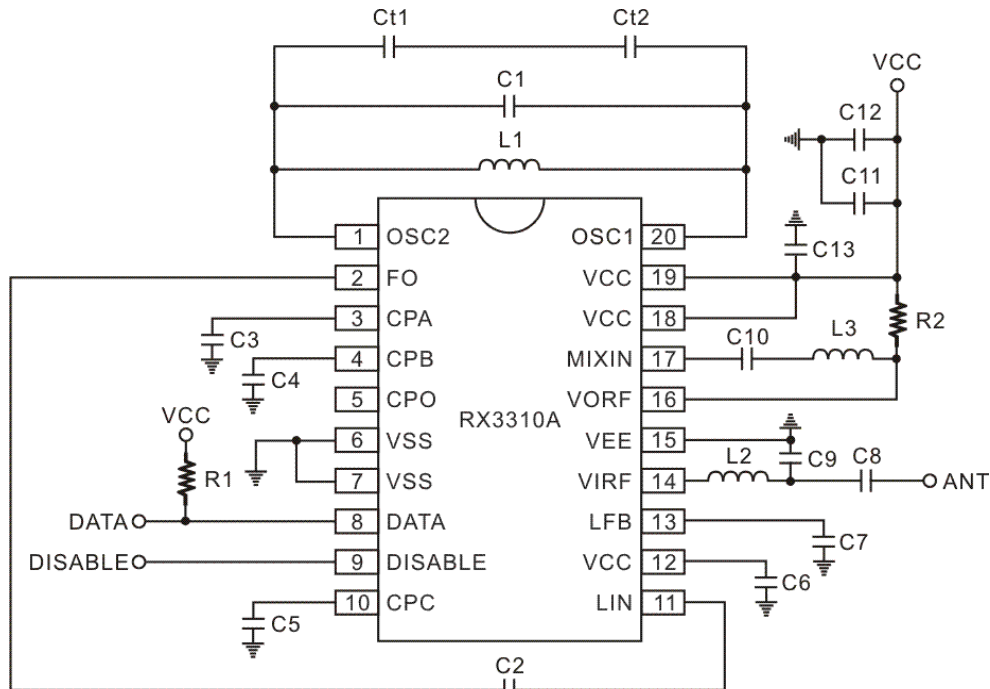 Ct1 Ct2
C1
L1
VCC
C12
C11
C13
1 OSC2 OSC1 20
2 FO VCC 19
3 CPA VCC 18
4 CPB MIXIN 17
5 CPO VORF 16
6 VSS VEE 15
7 VSS VIRF 14
8 DATA LFB 13
9 DISABLE VCC 12
10 CPC LIN 11
RX3310A
C3
C4
VCC
R1
DATA
DISABLE
C5
C2
R2
C10 L3
L2 C9 C8
ANT
C7
C6